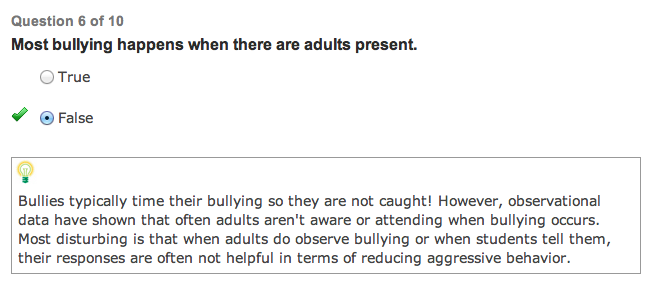 Question 6 of 10
Most bullying happens when there are adults present.
True
False
Bullies typically time their bullying so they are not caught! However, observational
data have shown that often adults aren't aware or attending when bullying occurs.
Most disturbing is that when adults do observe bullying or when students tell them,
their responses are often not helpful in terms of reducing aggressive behavior.